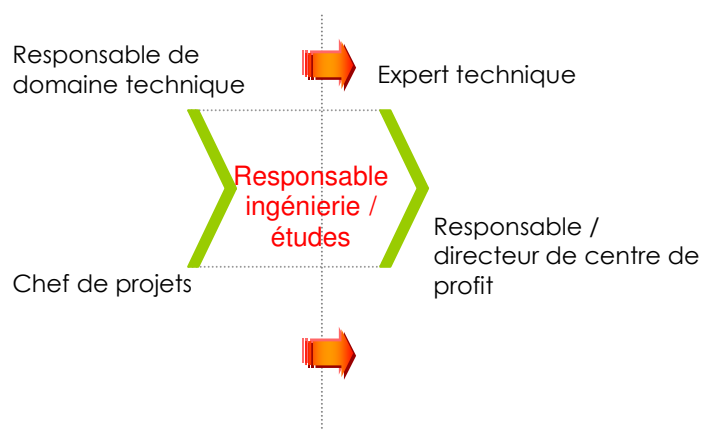 Responsable de
domaine technique
Expert technique
Responsable
ingénierie /
études
Responsable /
directeur de centre de
profit
Chef de projets